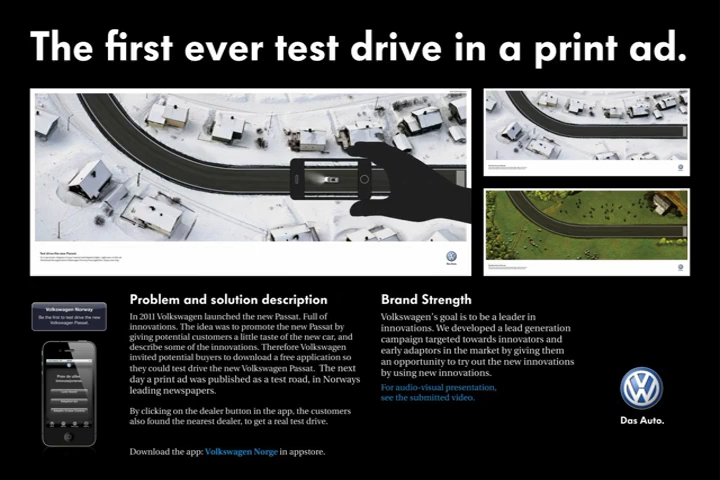 The first ever test drive in a print ad.
Test drive the new Passat.
Das Auto.
Volkswagen Norway
Be the first to test drive the new
Volkswagen Passat.
Problem and solution description
In 2011 Volkswagen launched the new Passat. Full of
innovations. The idea was to promote the new Passat by
giving potential customers a little taste of the new car, and
describe some of the innovations. Therefore Volkswagen
invited potential buyers to download a free application so
they could test drive the new Volkswagen Passat. The next
day a print ad was published as a test road, in Norways
leading newspapers.
By clicking on the dealer button in the app, the customers
also found the nearest dealer, to get a real test drive.
Download the app: Volkswagen Norge in appstore.
Brand Strength
Volkswagen's goal is to be a leader in
innovations. We developed a lead generation
campaign targeted towards innovators and
early adaptors in the market by giving them
an opportunity to try out the new innovations
by using new innovations.
For audio-visual presentation,
see the submitted video.
Das Auto.